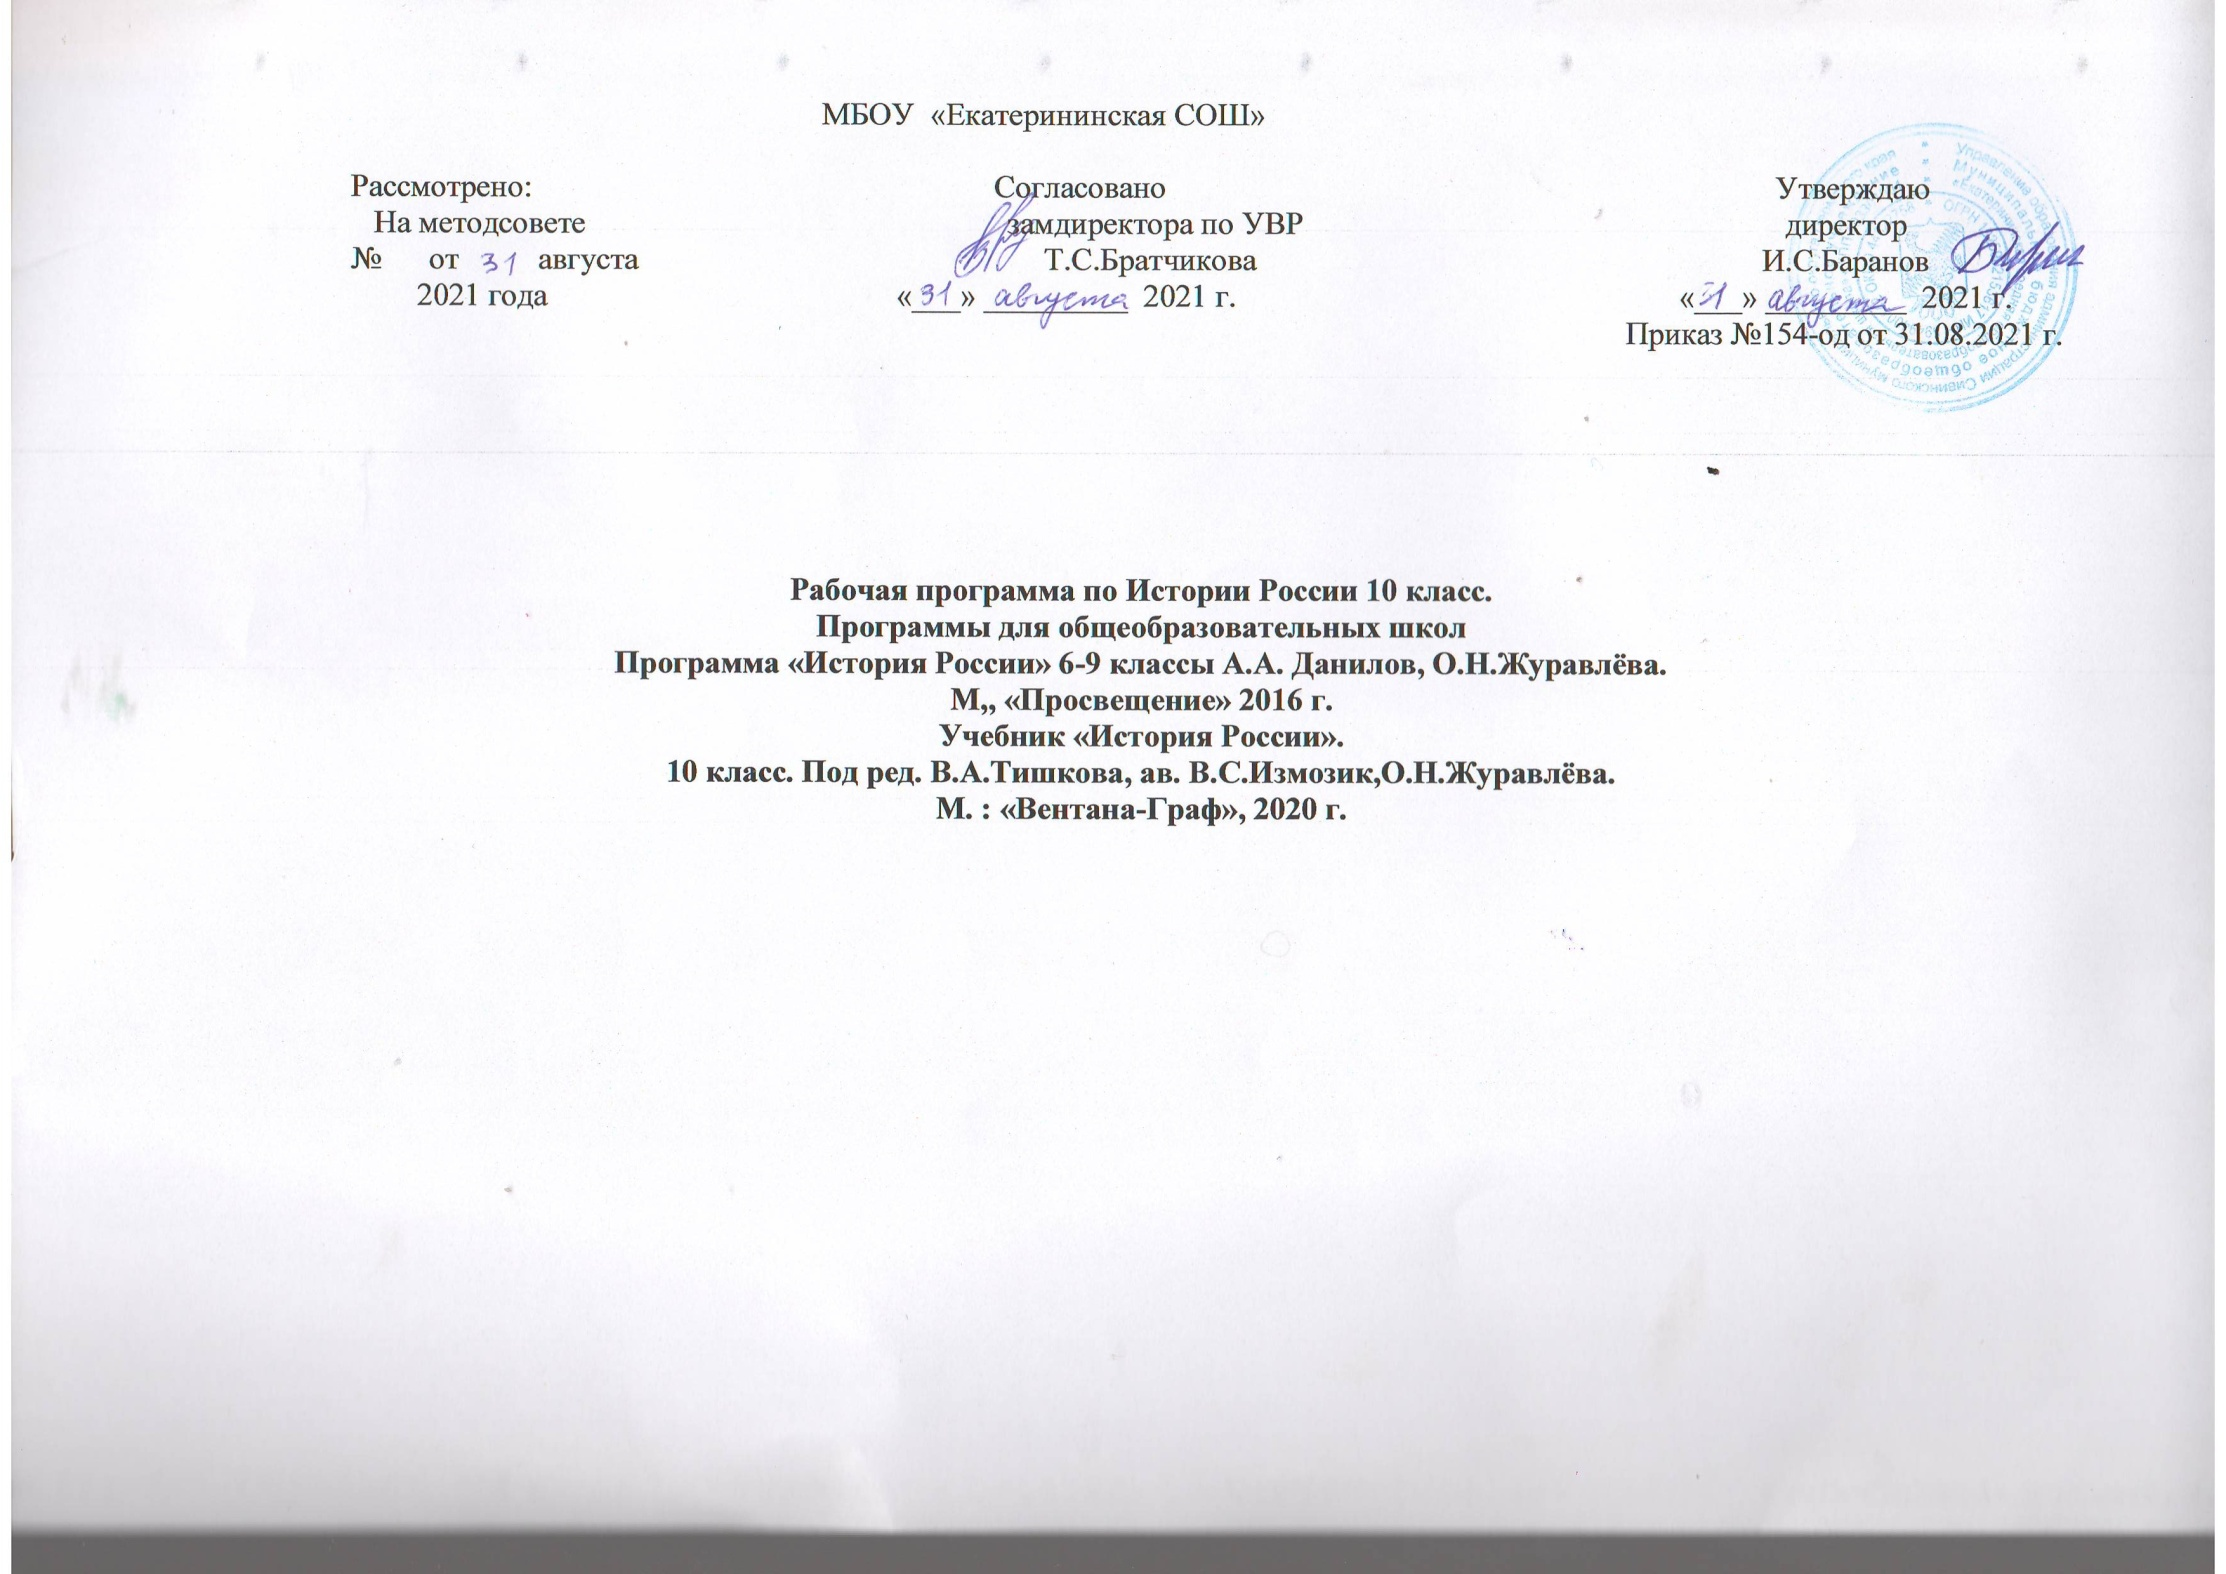 МБОУ «Екатерининская СОШ»
Рассмотрено:
На методсовете
№ от 31 августа
2021 года
Согласовано
замдиректора по УВР
Т.С.Братчикова
«31» августа 2021 г.
Утверждаю
директор
И.С.Баранов
«31» августа 2021 г.
Приказ №154-од от 31.08.2021 г.
Рабочая программа по Истории России 10 класс.
Программы для общеобразовательных школ
Программа «История России» 6-9 классы А.А. Данилов, О.Н.Журавлёва.
М,, «Просвещение» 2016 г.
Учебник «История России».
10 класс. Под ред. В.А.Тишкова, ав. В.С.Измозик,О.Н.Журавлёва.
М. : «Вентана-Граф», 2020 г.